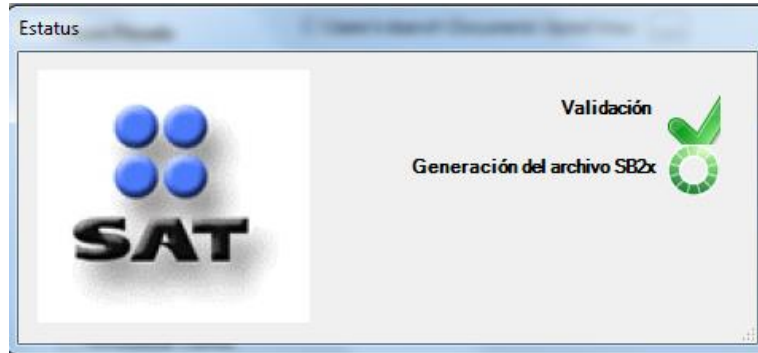 Estatus
Validación
Generación del archivo SB2x
SAT